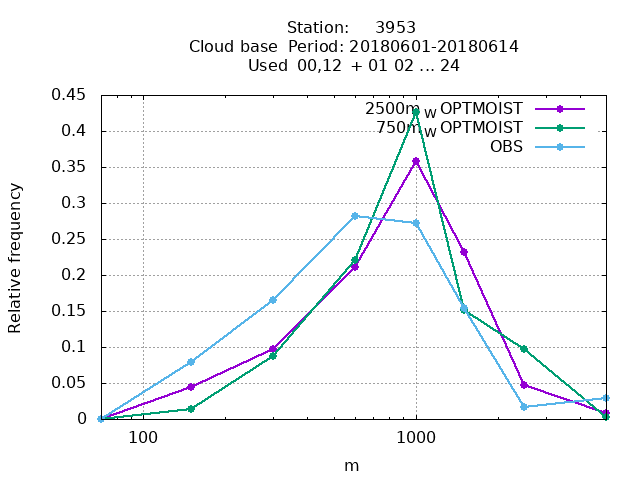 Station: 3953
Cloud base Period: 20180601-20180614
Used 00,12 + 01 02 ... 24
0.45
0.4
0.35
0.3
0.25
0.2
0.15
0.1
0.05
0
Relative frequency
2500m W OPTMOIST
750m W OPTMOIST
OBS
100 1000
m